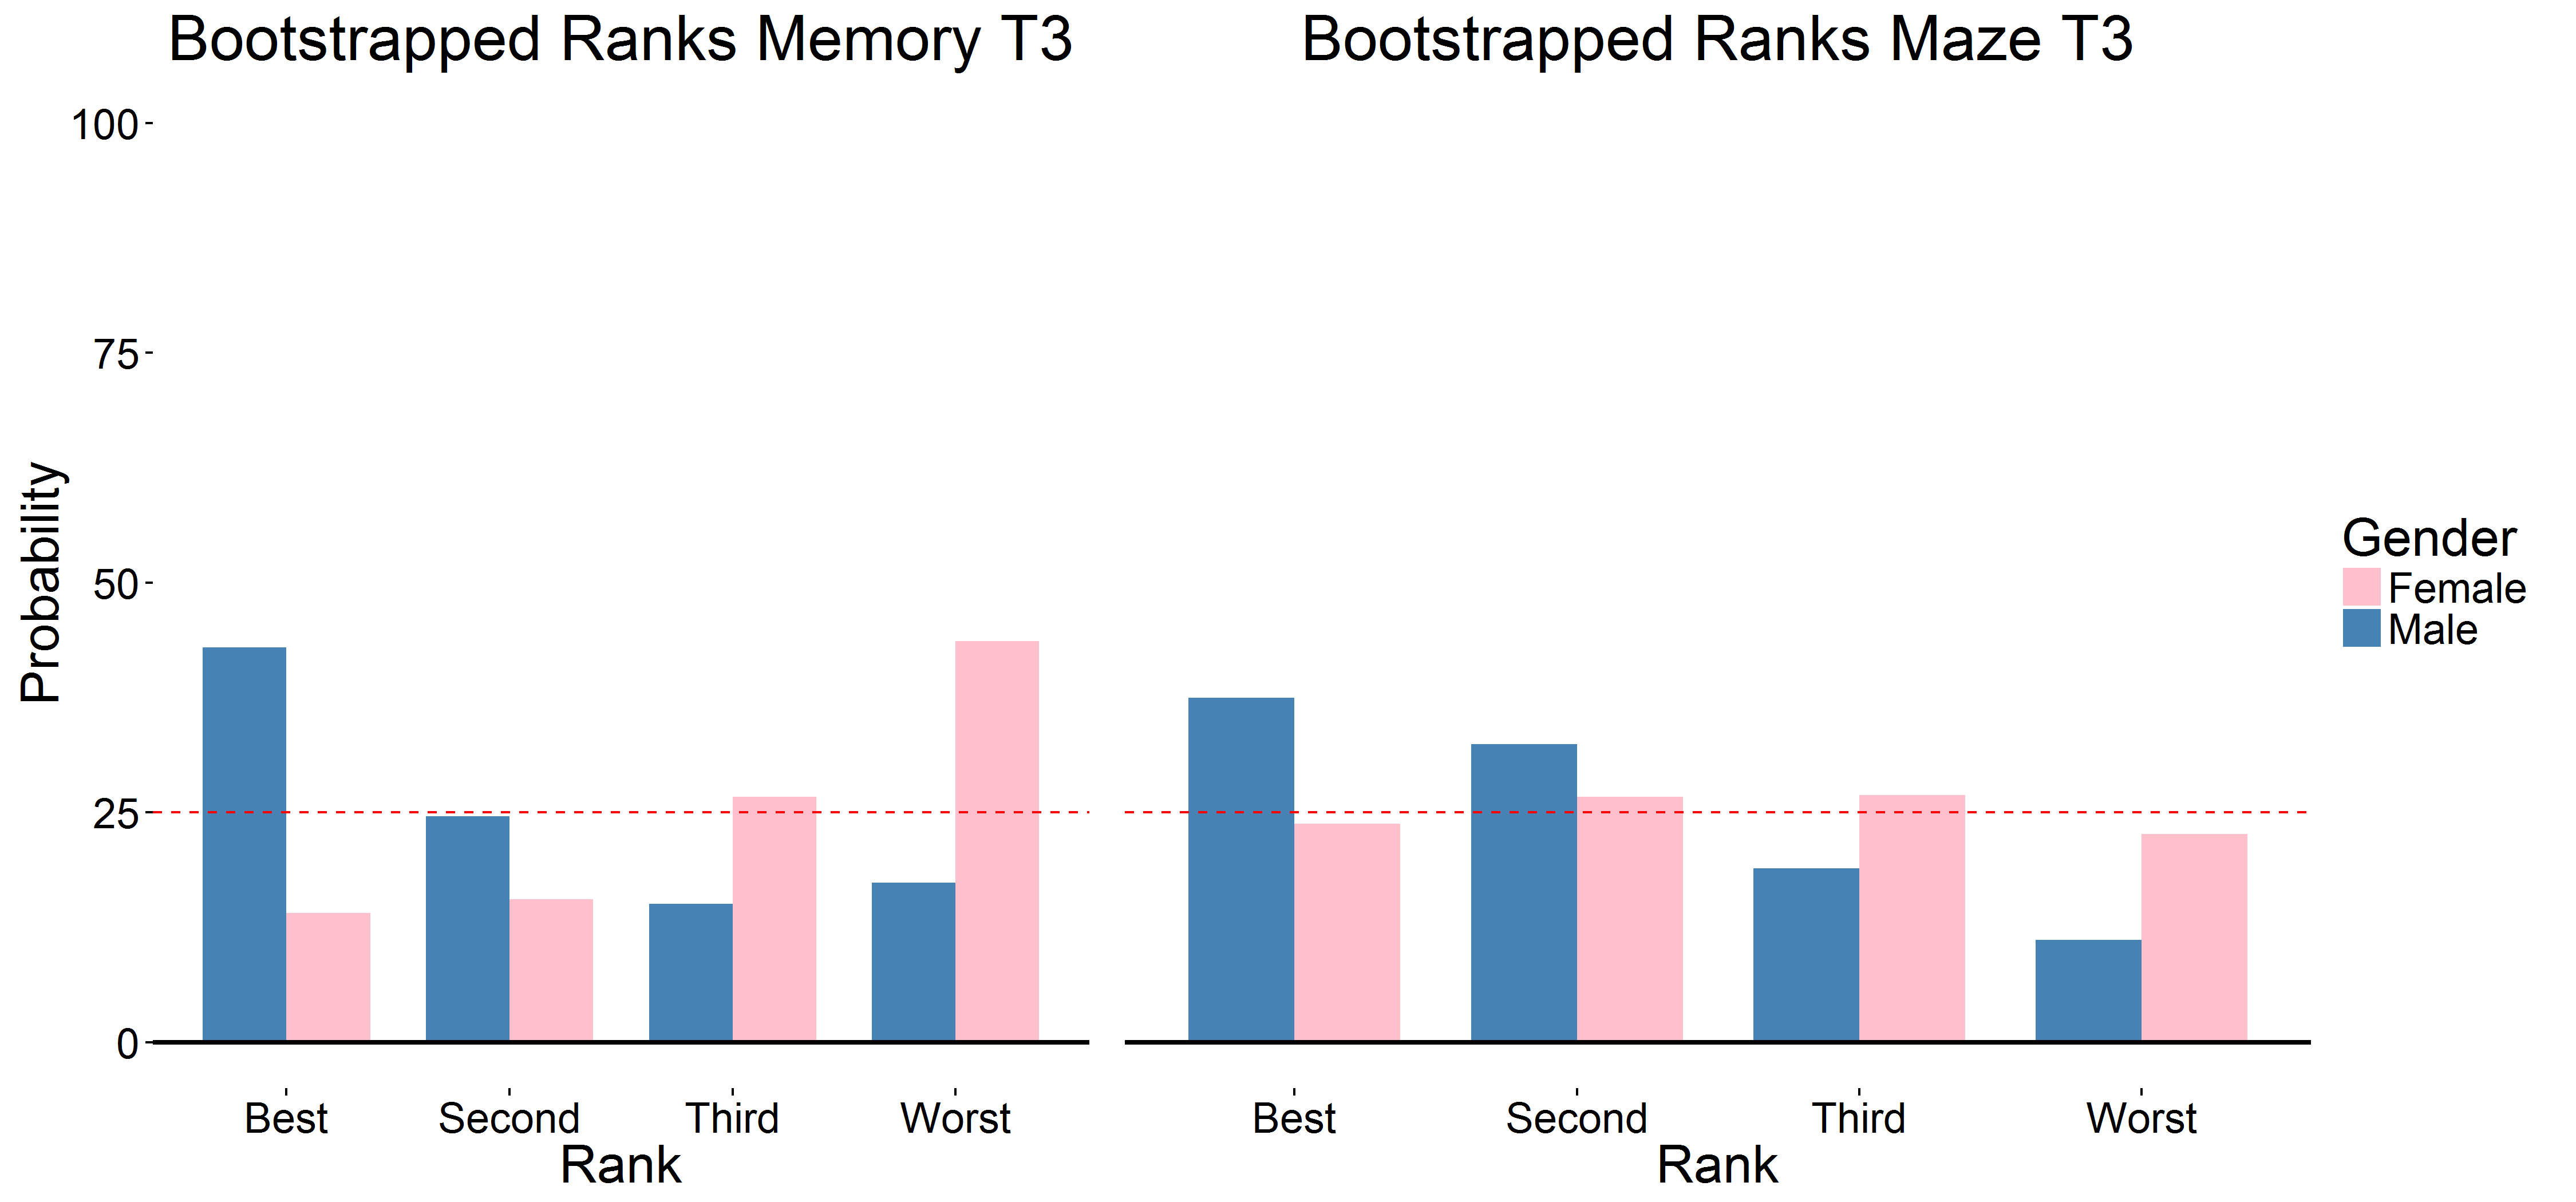 Bootstrapped Ranks Memory T3
Bootstrapped Ranks Maze T3
Probability
100
75
50
25
0
Best Second Third Worst
Rank
Best Second Third Worst
Rank
Gender
Female
Male